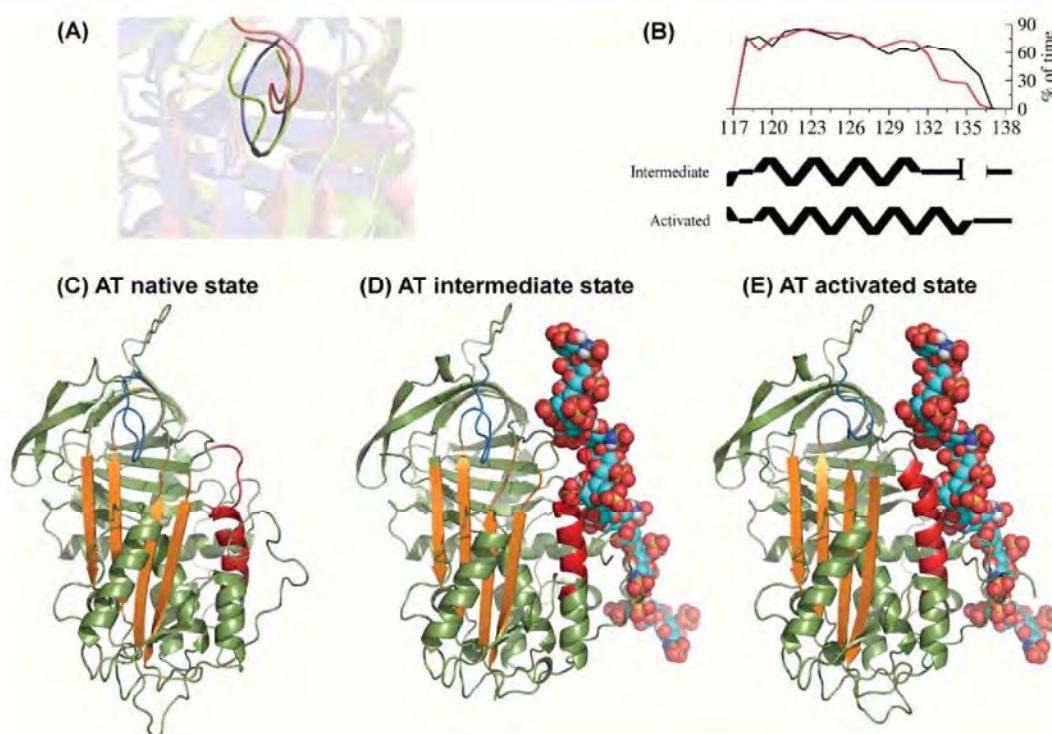 (A)
(B)
90
60
30
0
% of time
117 120 123 126 129 132 135 138
Intermediate
Activated
(C) AT native state
(D) AT intermediate state
(E) AT activated state